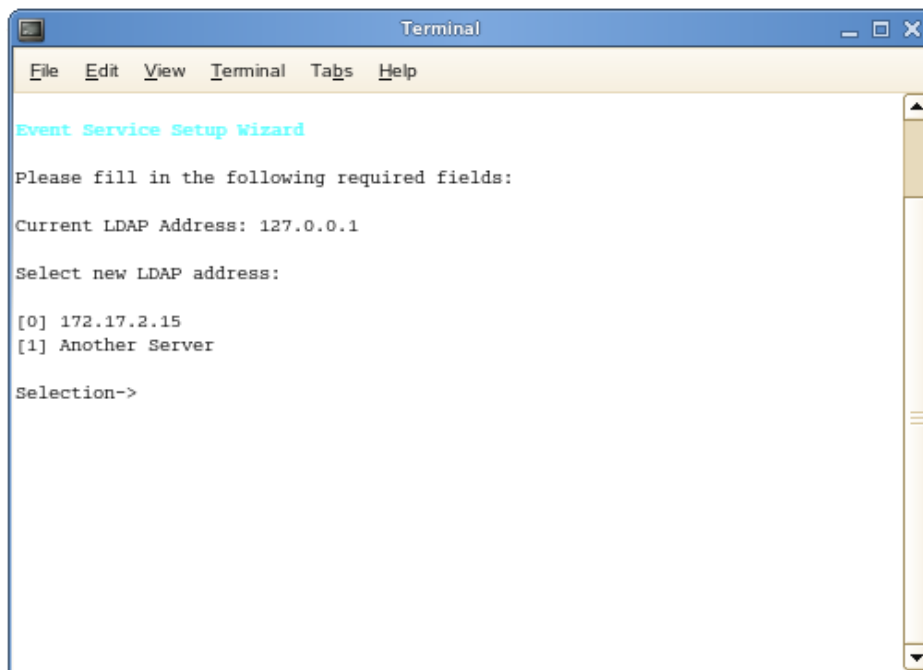 Terminal
File Edit View Terminal Tabs Help
Event Service Setup Wizard
Please fill in the following required fields:
Current LDAP Address: 127.0.0.1
Select new LDAP address:
[0] 172.17.2.15
[1] Another Server
Selection->